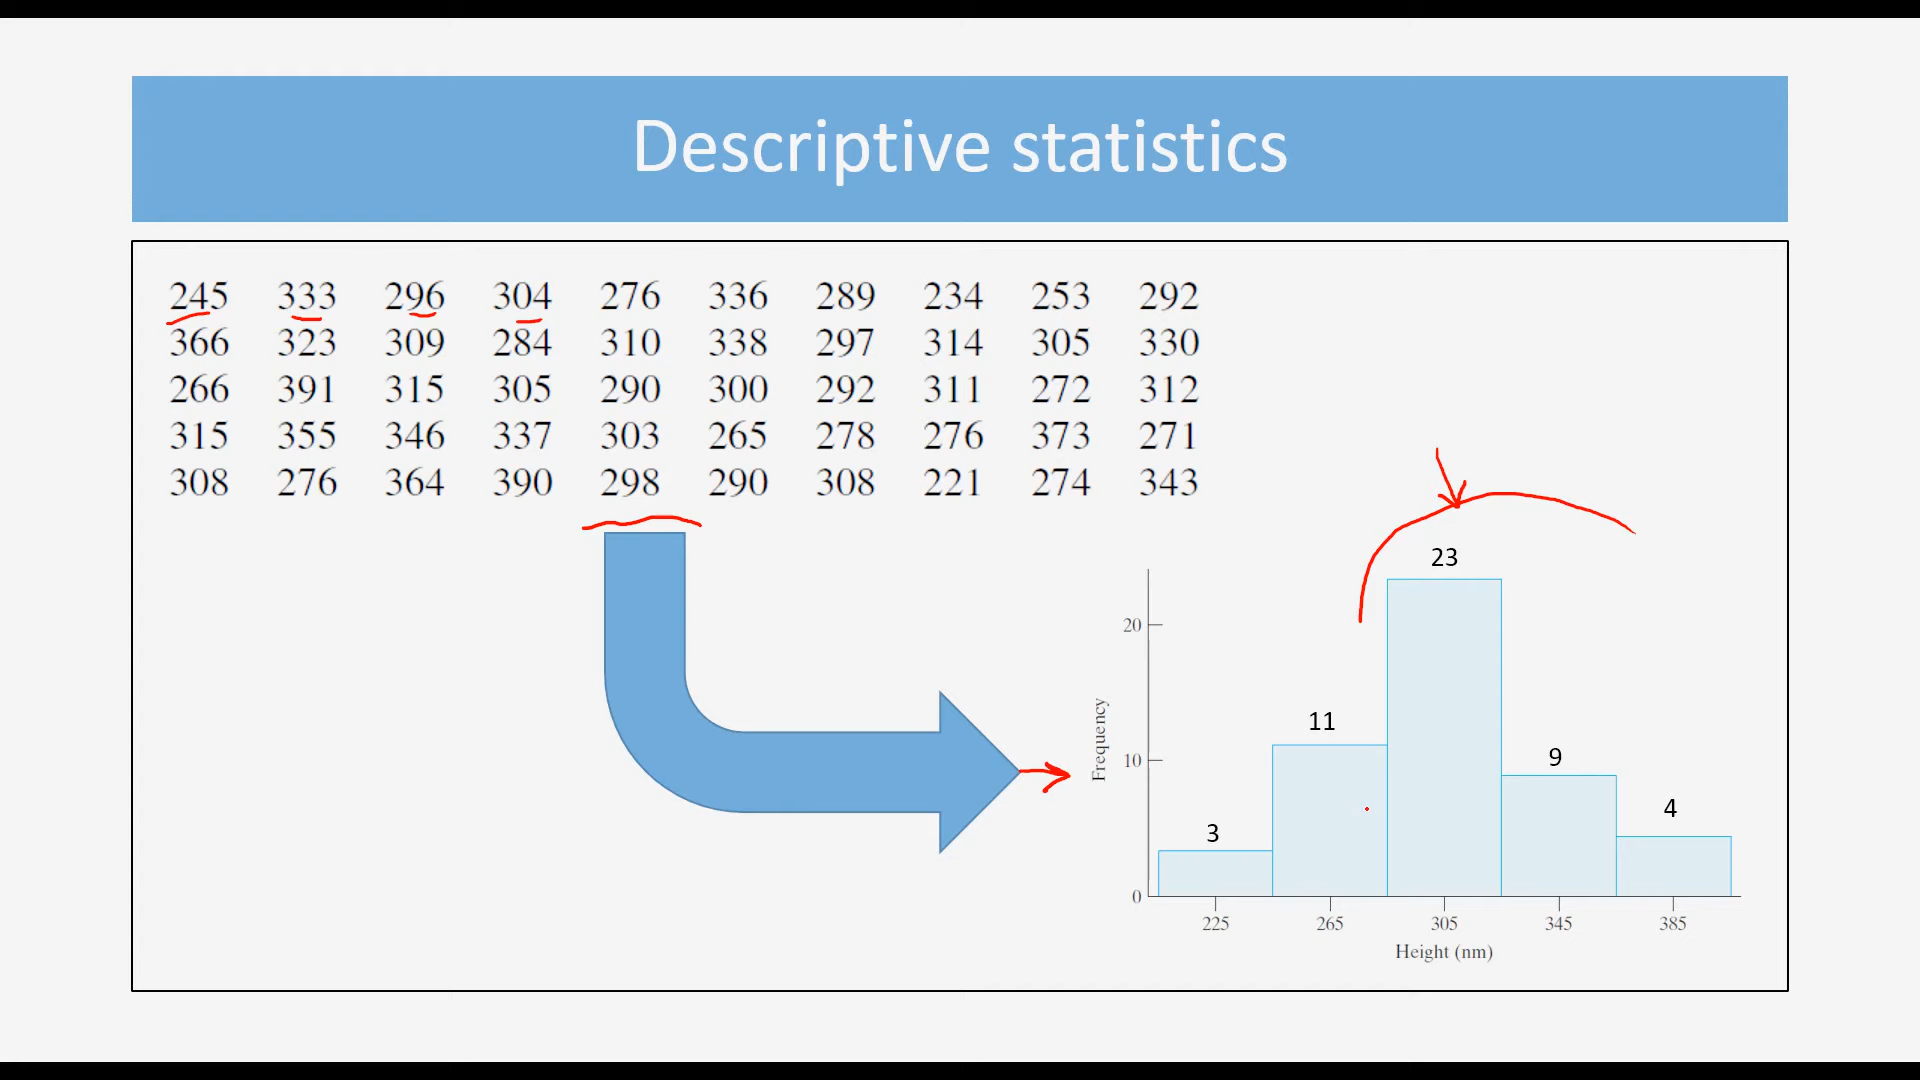 Descriptive statistics
245 333 296 304 276 336 289 234 253 292
366 323 309 284 310 338 297 314 305 330
266 391 315 305 290 300 292 311 272 312
315 355 346 337 303 265 278 276 373 271
308 276 364 390 298 290 308 221 274 343
23
20
11
10
9
4
3
0
Frequency
225 265 305 345 385
Height (nm)